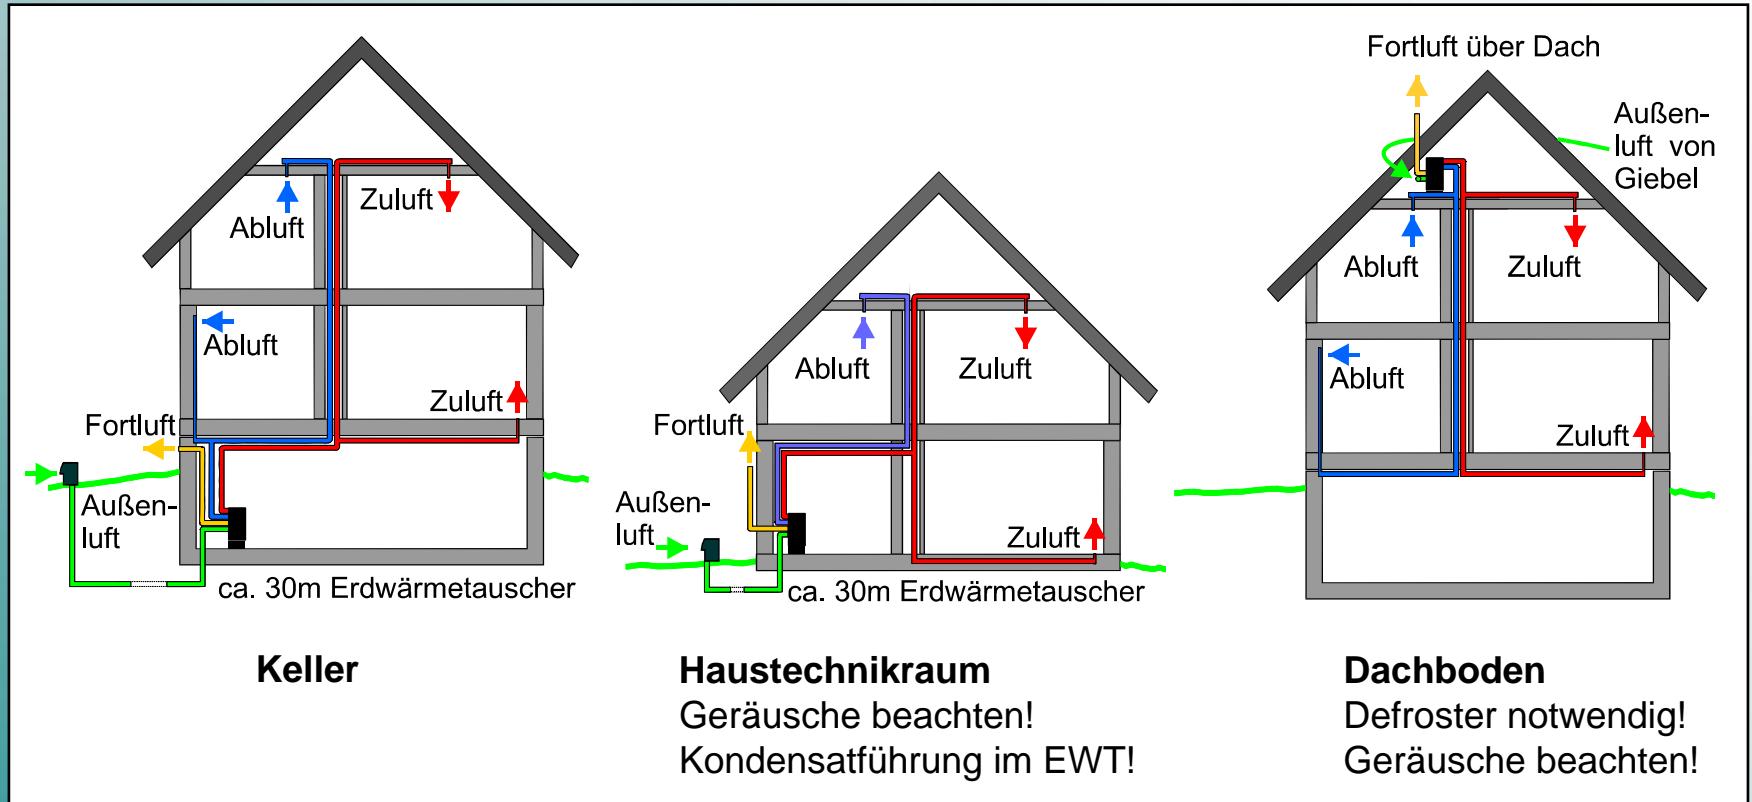 Abluft
Zuluft
Abluft
Zuluft
Fortluft
Außen-
luft
ca. 30m Erdwärmetauscher
Keller
Abluft
Zuluft
Fortluft
Außen-
luft
Zuluft
ca. 30m Erdwärmetauscher
Haustechnikraum
Geräusche beachten!
Kondensatführung im EWT!
Fortluft über Dach
Außen-
luft von
Giebel
Abluft
Zuluft
Abluft
Zuluft
Dachboden
Defroster notwendig!
Geräusche beachten!